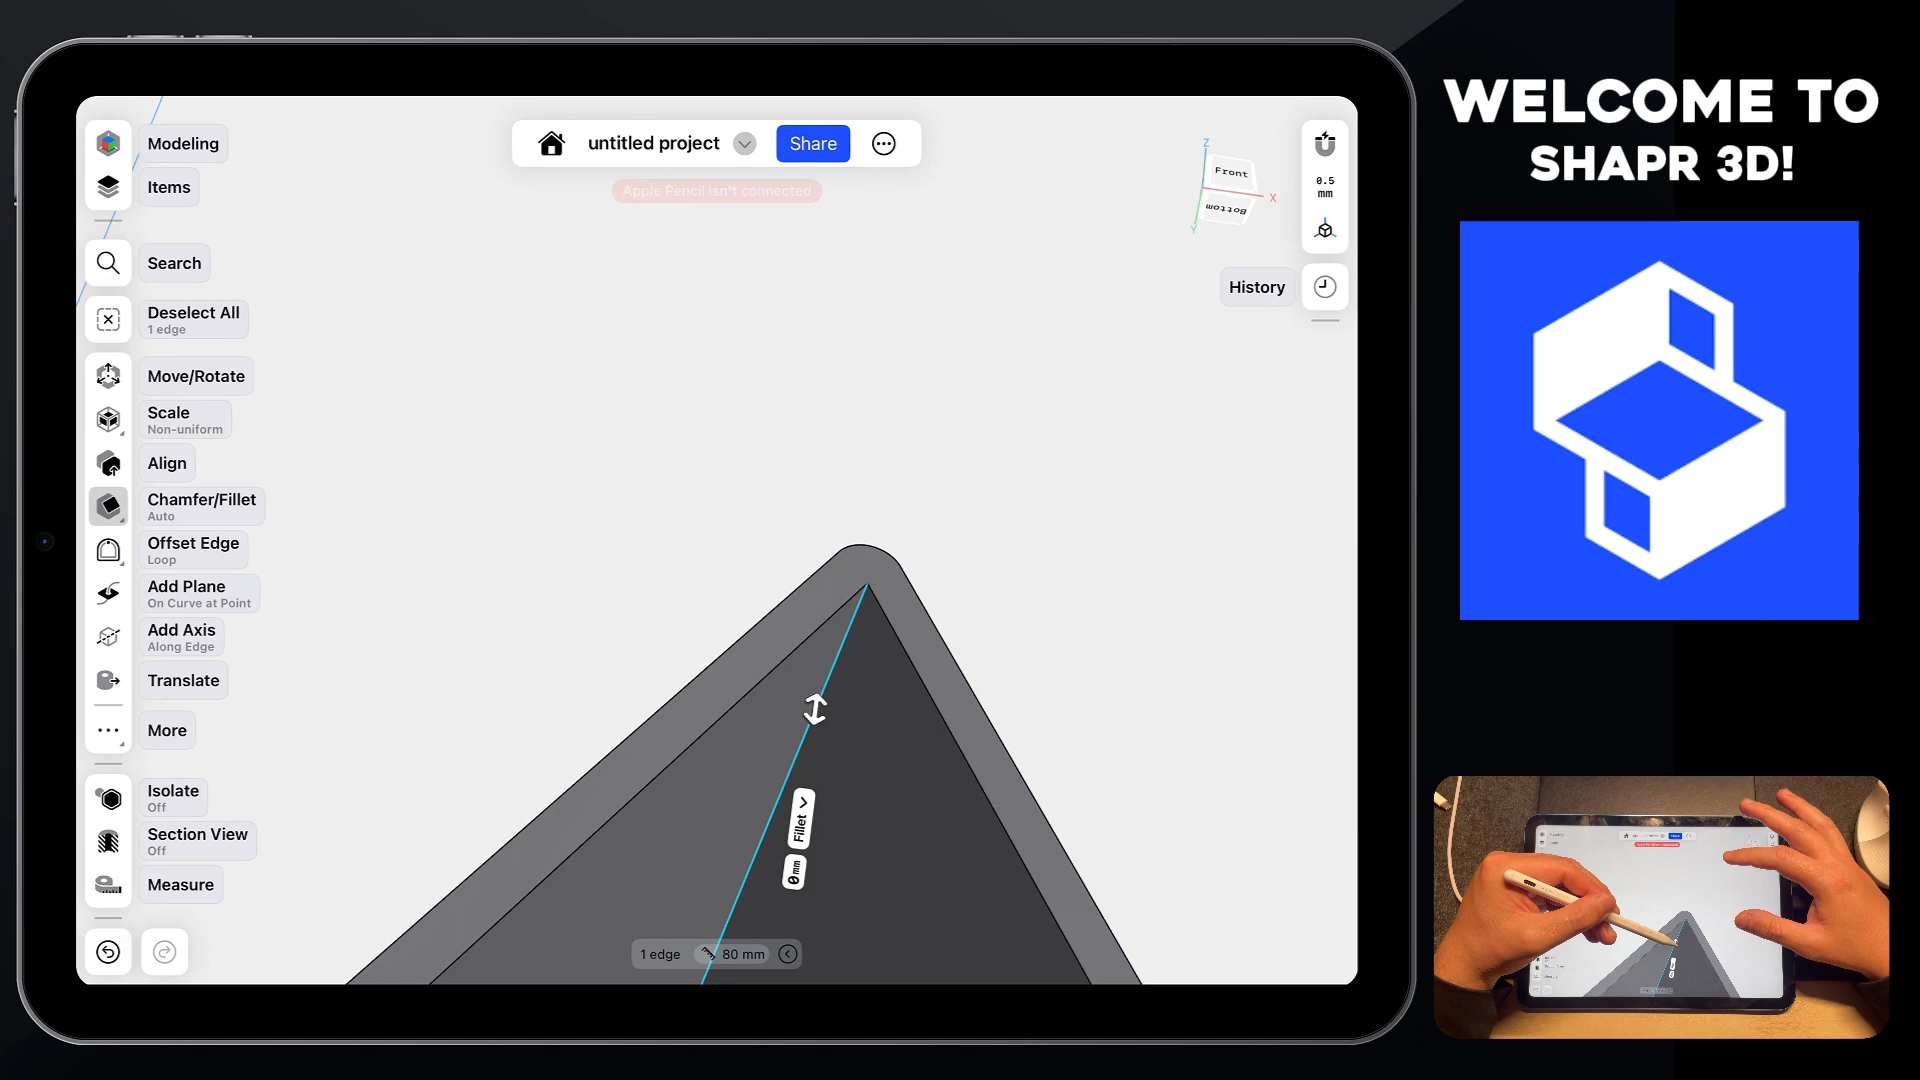 Modeling
Items
Search
Deselect All
1 edge
Move/Rotate
Scale
Non-uniform
Align
Chamfer/Fillet
Auto
Offset Edge
Loop
Add Plane
On Curve at Point
Add Axis
Along Edge
Translate
More
Isolate
Off
Section View
Off
Measure
untitled project
Share
Apple Pencil isn't connected
Z
Front
X
Bottom
Y
0.5
mm
History
Fillet
0 mm
1 edge
80 mm
WELCOME TO
SHAPR 3D!